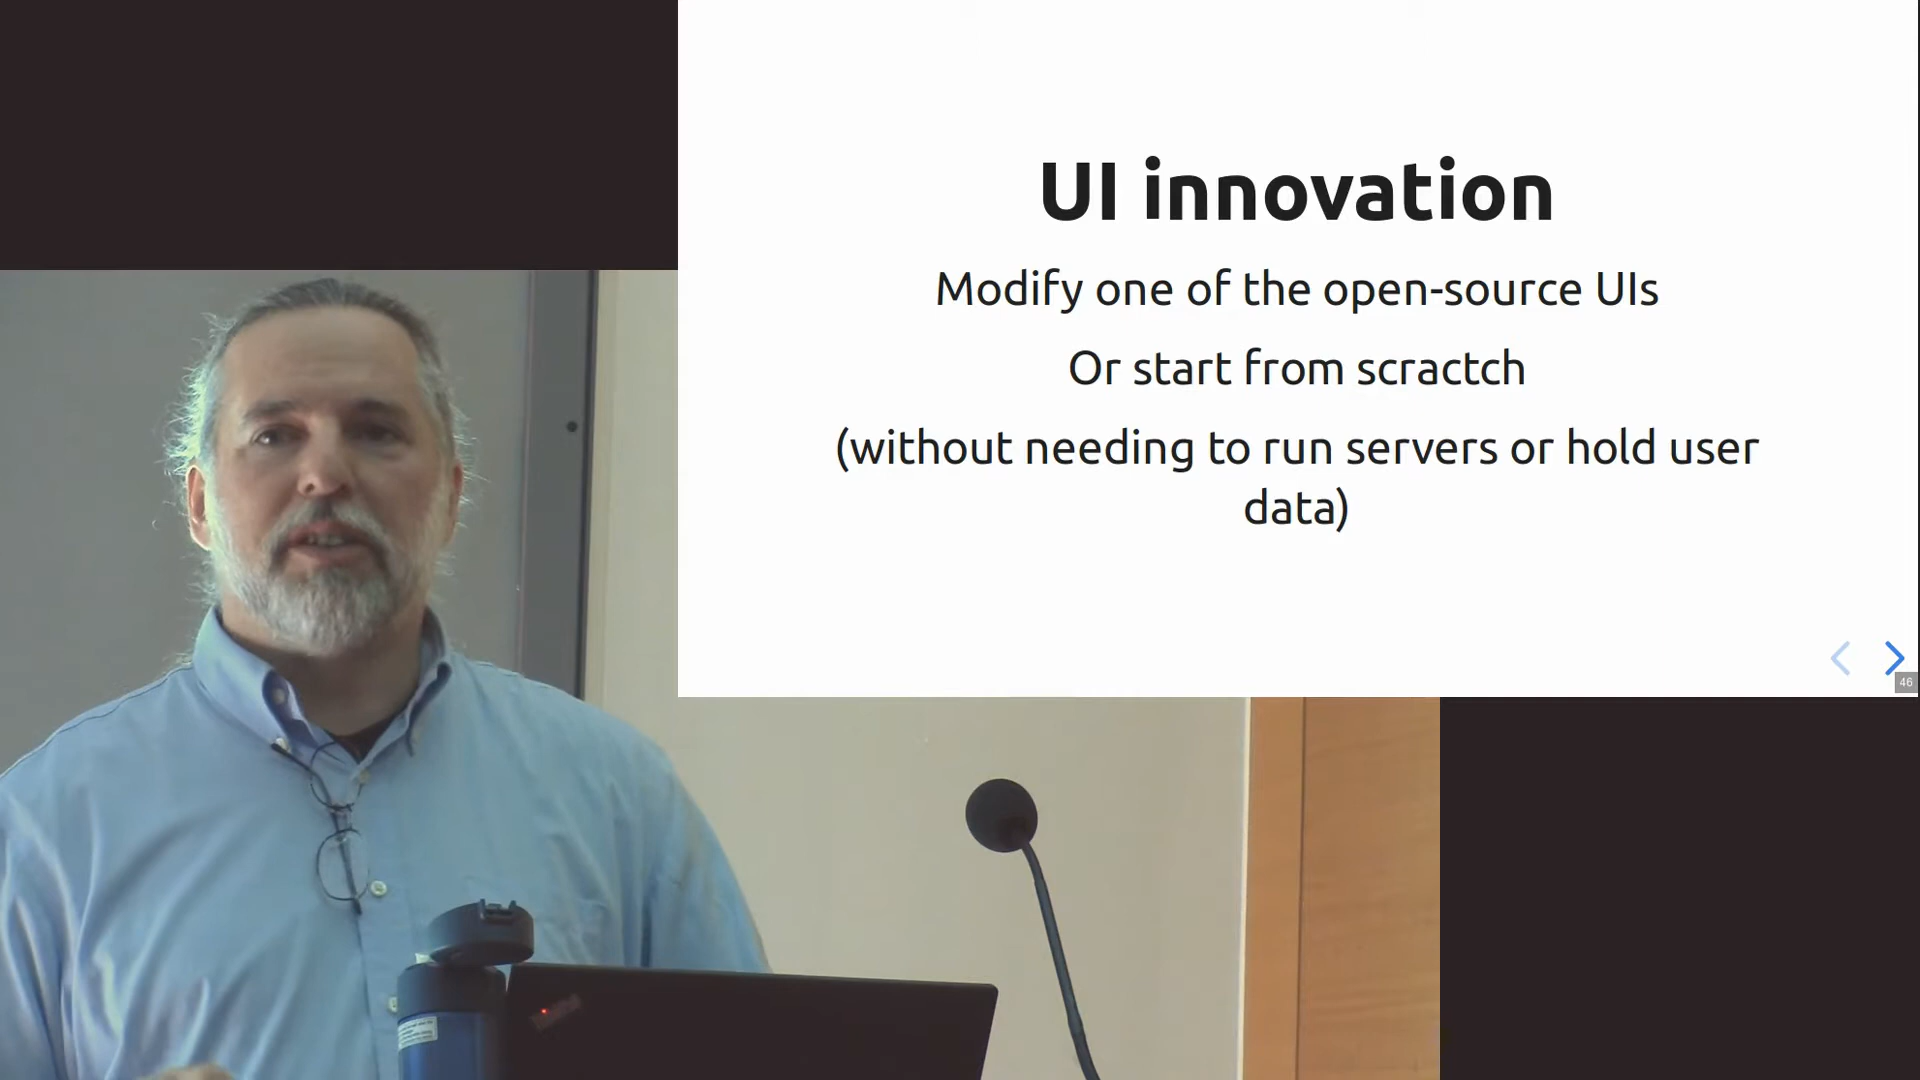 UI innovation
Modify one of the open-source UIs
Or start from scractch
(without needing to run servers or hold user
data)
46